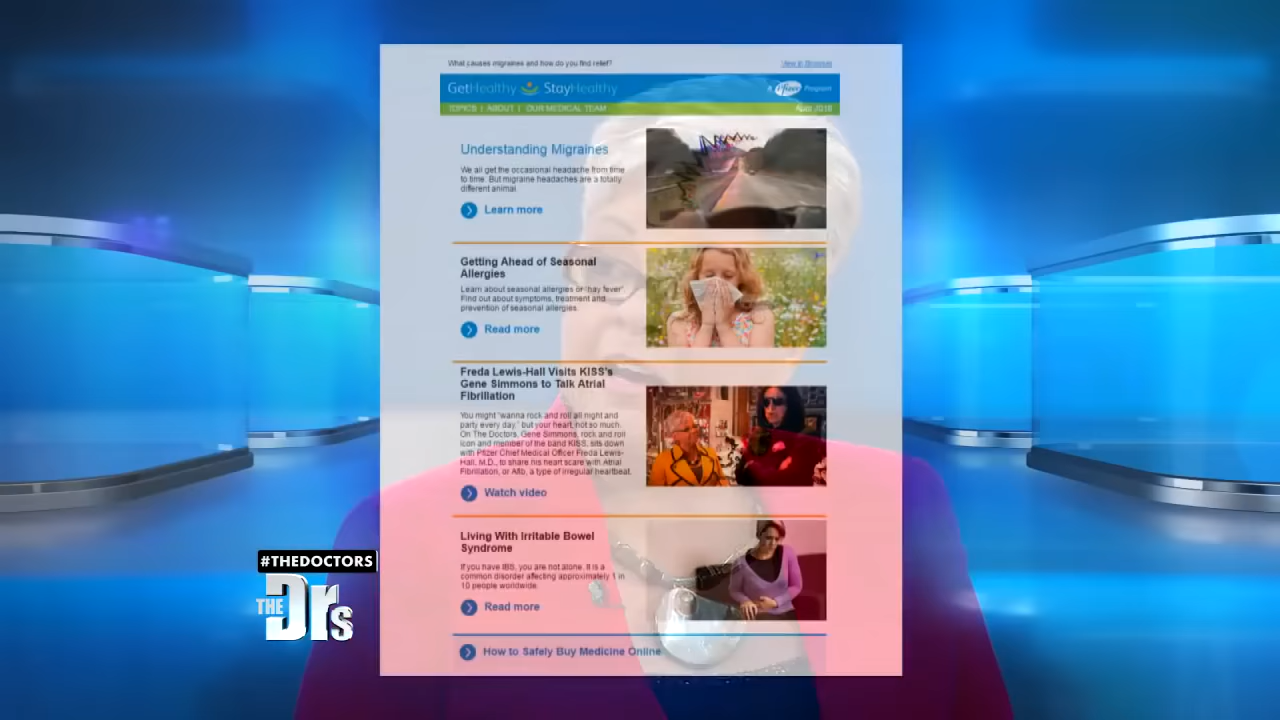 What causes migraines and how do you find relief?
View in Browser
GetHealthy StayHealthy
A Pfizer Program
TOPICS | ABOUT | OUR MEDICAL TEAM
April 2016
Understanding Migraines
We all get the occasional headache from time
to time. But migraine headaches are a totally
different animal.
Learn more
Getting Ahead of Seasonal
Allergies
Learn about seasonal allergies or "hay fever".
Find out about symptoms, treatment and
prevention of seasonal allergies.
Read more
Freda Lewis-Hall Visits KISS's
Gene Simmons to Talk Atrial
Fibrillation
You might "wanna rock and roll all night and
party every day," but your heart, not so much.
On The Doctors, Gene Simmons, rock and roll
icon and member of the band KISS, sits down
with Pfizer Chief Medical Officer Freda Lewis-
Hall, M.D., to share his heart scare with Atrial
Fibrillation, or Afib, a type of irregular heartbeat.
Watch video
Living With Irritable Bowel
Syndrome
If you have IBS, you are not alone. It is a
common disorder affecting approximately 1 in
10 people worldwide.
Read more
How to Safely Buy Medicine Online
#THEDOCTORS
THE Drs